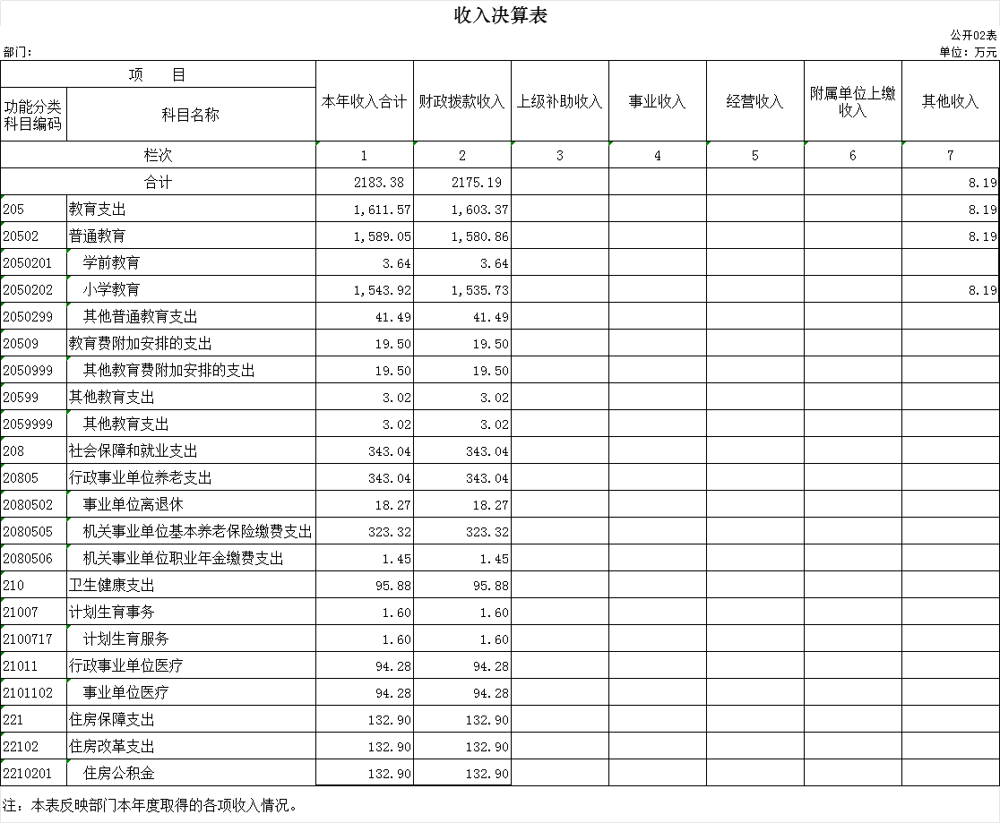 收入决算表
公开02表
部门： 单位：万元
项 目 本年收入合计 财政拨款收入 上级补助收入 事业收入 经营收入 附属单位上缴收入 其他收入
功能分类科目编码 科目名称
栏次 1 2 3 4 5 6 7
合计 2183.38 2175.19 8.19
205 教育支出 1,611.57 1,603.37 8.19
20502 普通教育 1,589.05 1,580.86 8.19
2050201 学前教育 3.64 3.64
2050202 小学教育 1,543.92 1,535.73 8.19
2050299 其他普通教育支出 41.49 41.49
20509 教育费附加安排的支出 19.50 19.50
2050999 其他教育费附加安排的支出 19.50 19.50
20599 其他教育支出 3.02 3.02
2059999 其他教育支出 3.02 3.02
208 社会保障和就业支出 343.04 343.04
20805 行政事业单位养老支出 343.04 343.04
2080502 事业单位离退休 18.27 18.27
2080505 机关事业单位基本养老保险缴费支出 323.32 323.32
2080506 机关事业单位职业年金缴费支出 1.45 1.45
210 卫生健康支出 95.88 95.88
21007 计划生育事务 1.60 1.60
2100717 计划生育服务 1.60 1.60
21011 行政事业单位医疗 94.28 94.28
2101102 事业单位医疗 94.28 94.28
221 住房保障支出 132.90 132.90
22102 住房改革支出 132.90 132.90
2210201 住房公积金 132.90 132.90
注：本表反映部门本年度取得的各项收入情况。